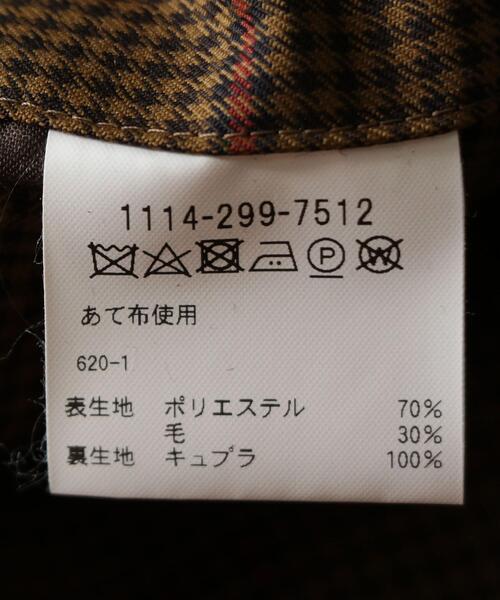 1114-299-7512
P W
あて布使用
620-1
表生地 ポリエステル 70%
毛 30%
裏生地 キュプラ 100%